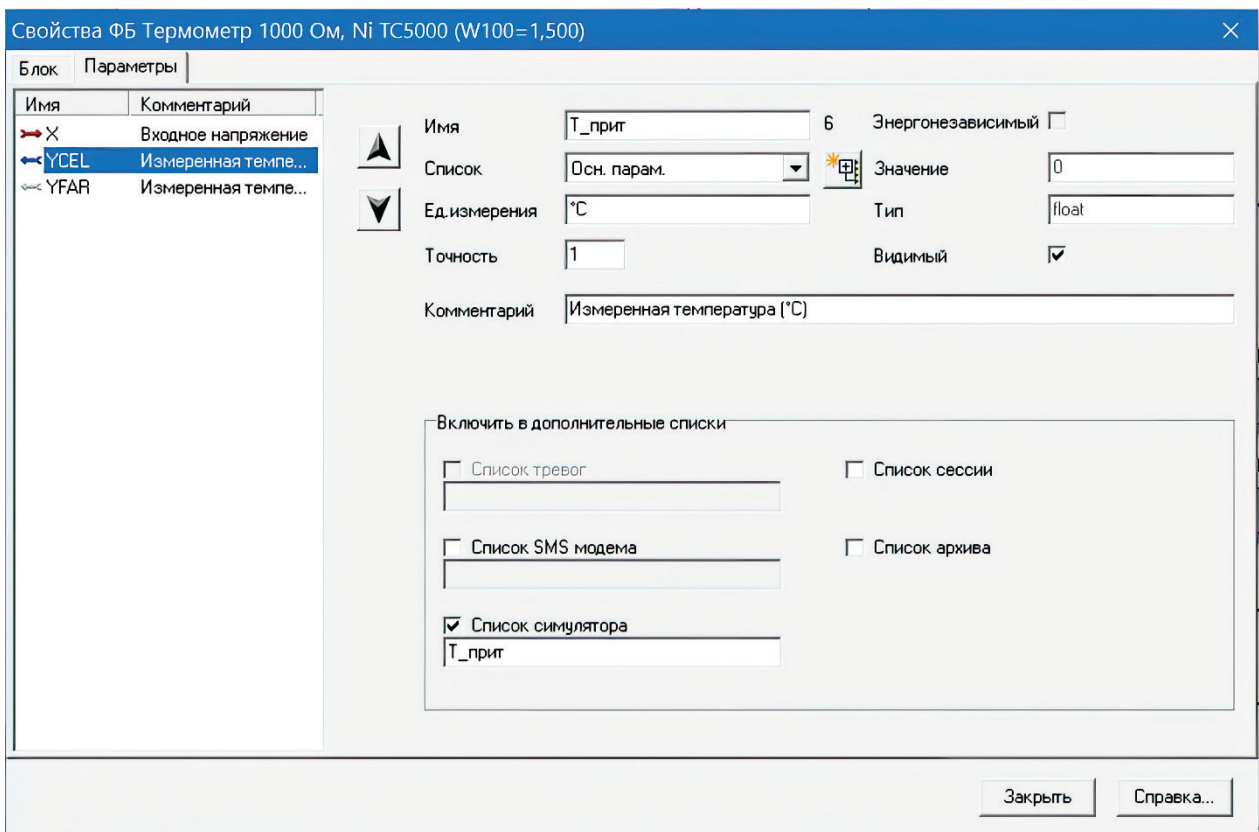 Свойства ФБ Термометр 1000 Ом, Ni TC5000 (W100=1,500)
Блок Параметры
Имя Комментарий
X Входное напряжение
YCEL Измеренная темпе...
YFAR Измеренная темпе...
Имя T_прит 6 Энергонезависимый
Список Осн. парам. Значение 0
Ед.измерения °C Тип float
Точность 1 Видимый
Комментарий Измеренная температура (°C)
Включить в дополнительные списки
Список тревог Список сессии
Список SMS модема Список архива
Список симулятора
T_прит
Закрыть Справка...